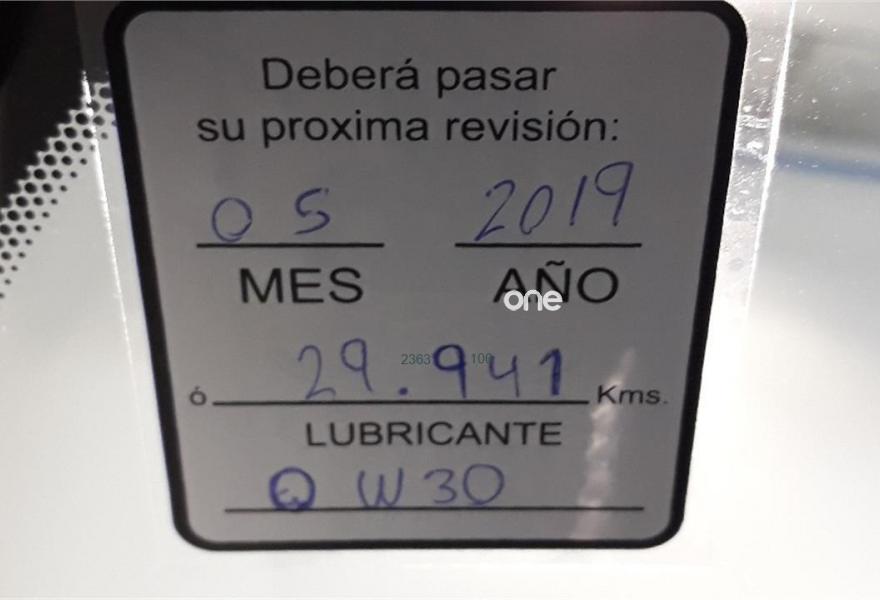 Deberá pasar
su proxima revisión:
05 2019
MES AÑO
one
ó 29.941 Kms.
LUBRICANTE
0W30